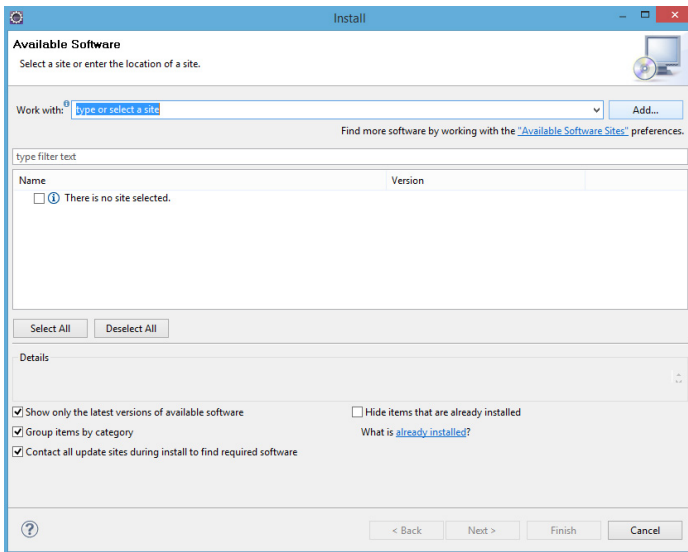 Install
Available Software
Select a site or enter the location of a site.
Work with: type or select a site Add...
Find more software by working with the "Available Software Sites" preferences.
type filter text
Name Version
There is no site selected.
Select All Deselect All
Details
Show only the latest versions of available software Hide items that are already installed
Group items by category What is already installed?
Contact all update sites during install to find required software
? < Back Next > Finish Cancel